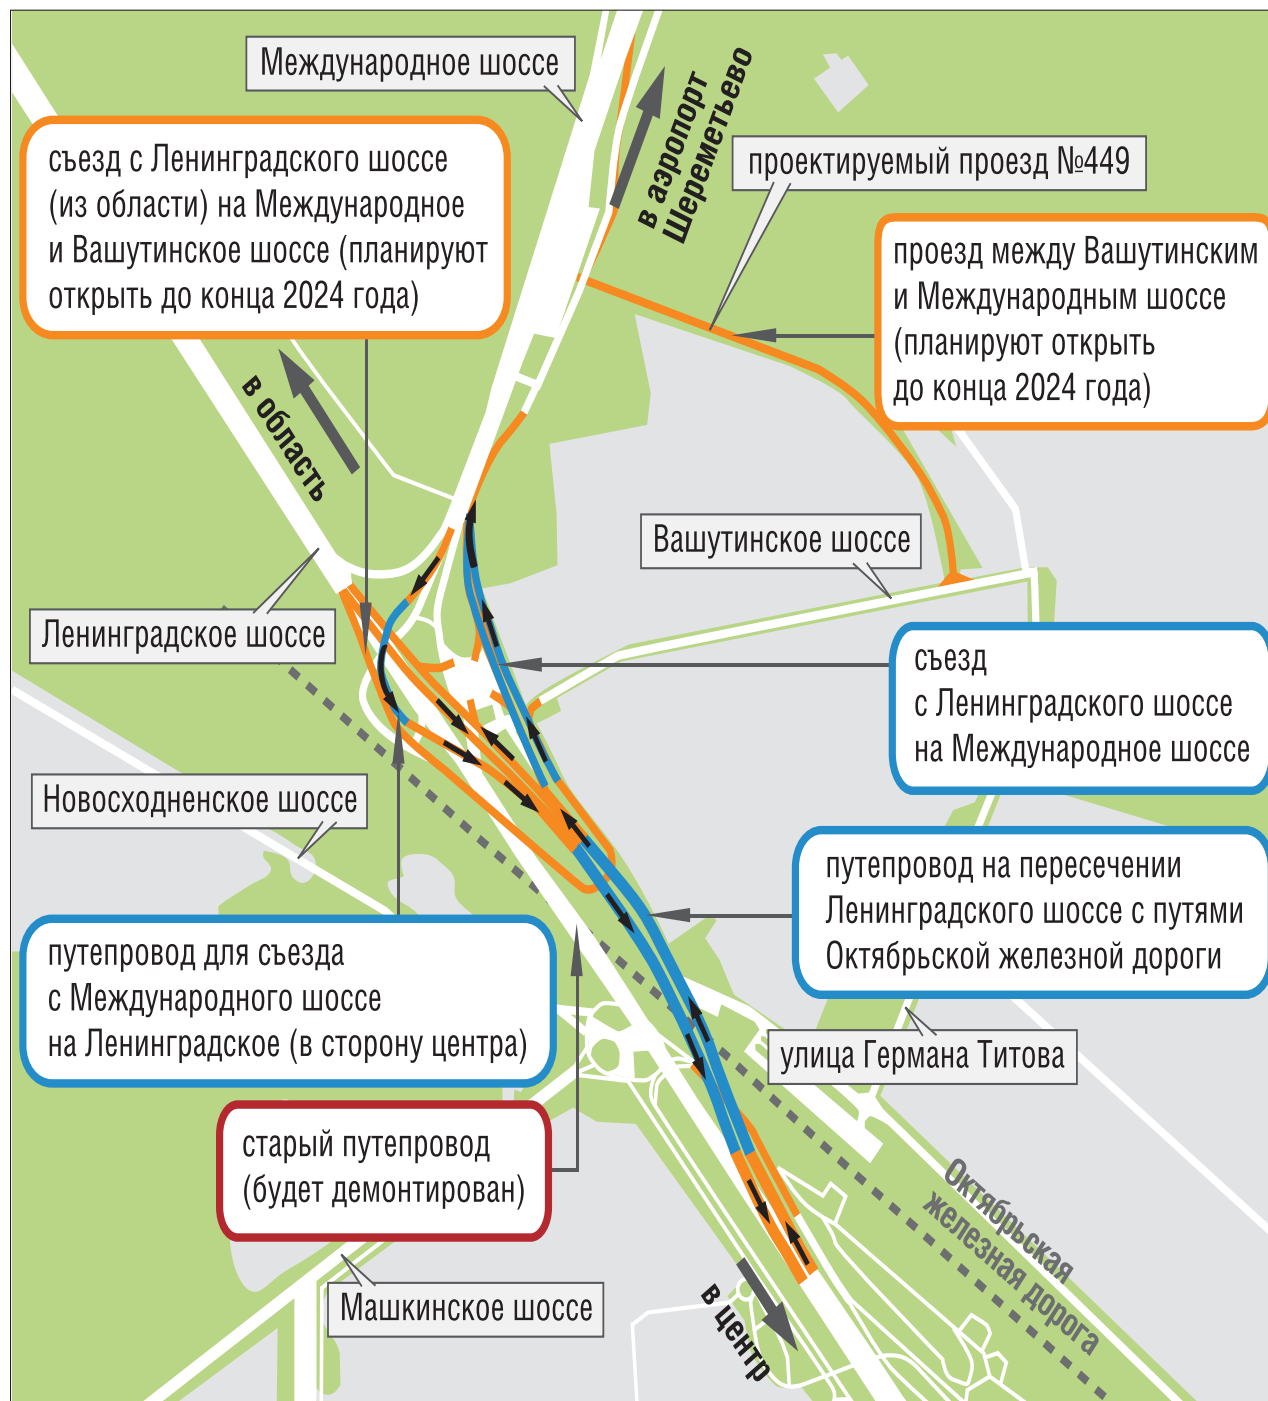 Международное шоссе
в аэропорт
Шереметьево
съезд с Ленинградского шоссе
(из области) на Международное
и Вашутинское шоссе (планируют
открыть до конца 2024 года)
проектируемый проезд №449
проезд между Вашутинским
и Международным шоссе
(планируют открыть
до конца 2024 года)
в область
Вашутинское шоссе
Ленинградское шоссе
съезд
с Ленинградского шоссе
на Международное шоссе
Новосходненское шоссе
путепровод на пересечении
Ленинградского шоссе с путями
Октябрьской железной дороги
путепровод для съезда
с Международного шоссе
на Ленинградское (в сторону центра)
улица Германа Титова
старый путепровод
(будет демонтирован)
Октябрьская
железная дорога
Машкинское шоссе
в центр